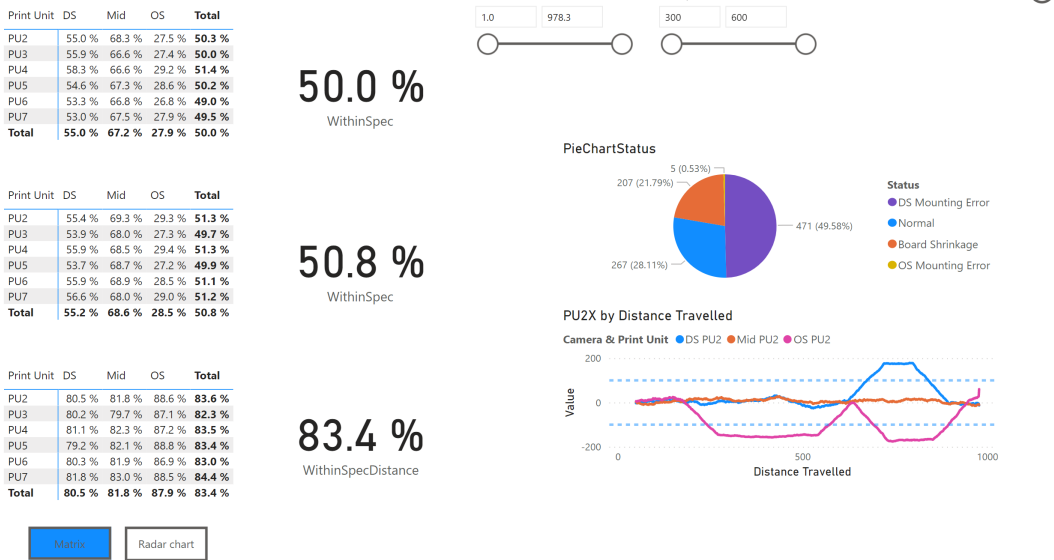 Print Unit DS Mid OS Total
PU2 55.0 % 68.3 % 27.5 % 50.3 %
PU3 55.9 % 66.6 % 27.4 % 50.0 %
PU4 58.3 % 66.6 % 29.2 % 51.4 %
PU5 54.6 % 67.3 % 28.6 % 50.2 %
PU6 53.3 % 66.8 % 26.8 % 49.0 %
PU7 53.0 % 67.5 % 27.9 % 49.5 %
Total 55.0 % 67.2 % 27.9 % 50.0 %
50.0 %
WithinSpec
1.0 978.3
300 600
Print Unit DS Mid OS Total
PU2 55.4 % 69.3 % 29.3 % 51.3 %
PU3 53.9 % 68.0 % 27.3 % 49.7 %
PU4 55.9 % 68.5 % 29.4 % 51.3 %
PU5 53.7 % 68.7 % 27.2 % 49.9 %
PU6 55.9 % 68.9 % 28.5 % 51.1 %
PU7 56.6 % 68.0 % 29.0 % 51.2 %
Total 55.2 % 68.6 % 28.5 % 50.8 %
50.8 %
WithinSpec
Print Unit DS Mid OS Total
PU2 80.5 % 81.8 % 88.6 % 83.6 %
PU3 80.2 % 79.7 % 87.1 % 82.3 %
PU4 81.1 % 82.3 % 87.2 % 83.5 %
PU5 79.2 % 82.1 % 88.8 % 83.4 %
PU6 80.3 % 81.9 % 86.9 % 83.0 %
PU7 81.8 % 83.0 % 88.5 % 84.4 %
Total 80.5 % 81.8 % 87.9 % 83.4 %
83.4 %
WithinSpecDistance
Matrix
Radar chart
PieChartStatus
5 (0.53%)
207 (21.79%)
471 (49.58%)
267 (28.11%)
Status
DS Mounting Error
Normal
Board Shrinkage
OS Mounting Error
PU2X by Distance Travelled
Camera & Print Unit DS PU2 Mid PU2 OS PU2
Value
200
0
-200
0 500 1000
Distance Travelled